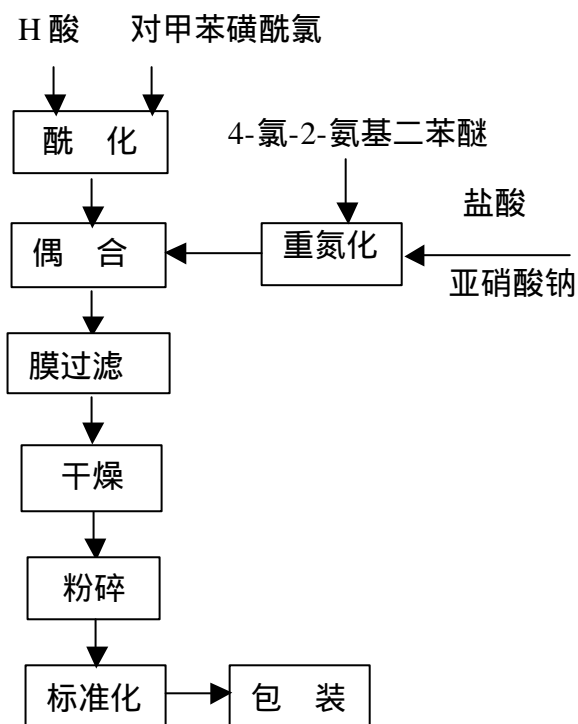 H 酸 对甲苯磺酰氯
酰 化
4-氯-2-氨基二苯醚
盐酸
偶 合
重氮化
亚硝酸钠
膜过滤
干燥
粉碎
标准化
包 装